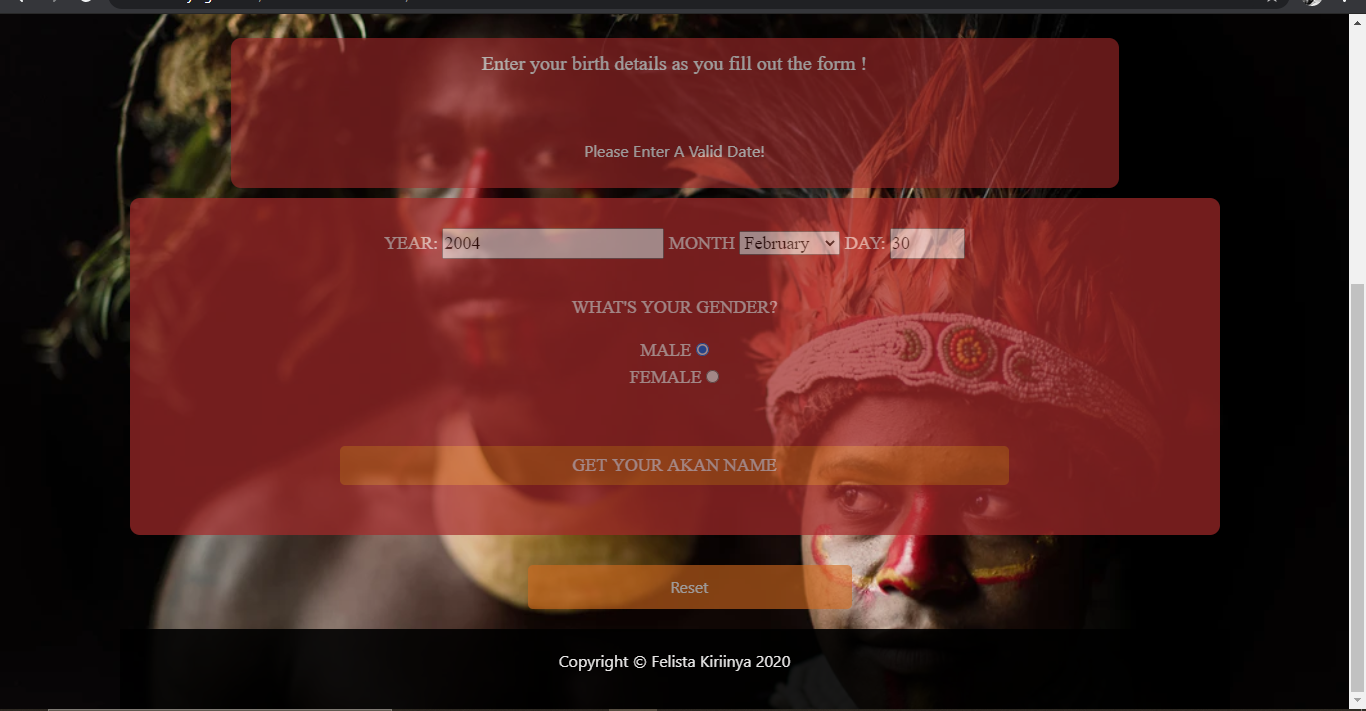 Enter your birth details as you fill out the form !
Please Enter A Valid Date!
YEAR: 2004 MONTH February DAY: 30
WHAT'S YOUR GENDER?
MALE
FEMALE
GET YOUR AKAN NAME
Reset
Copyright © Felista Kiriinya 2020